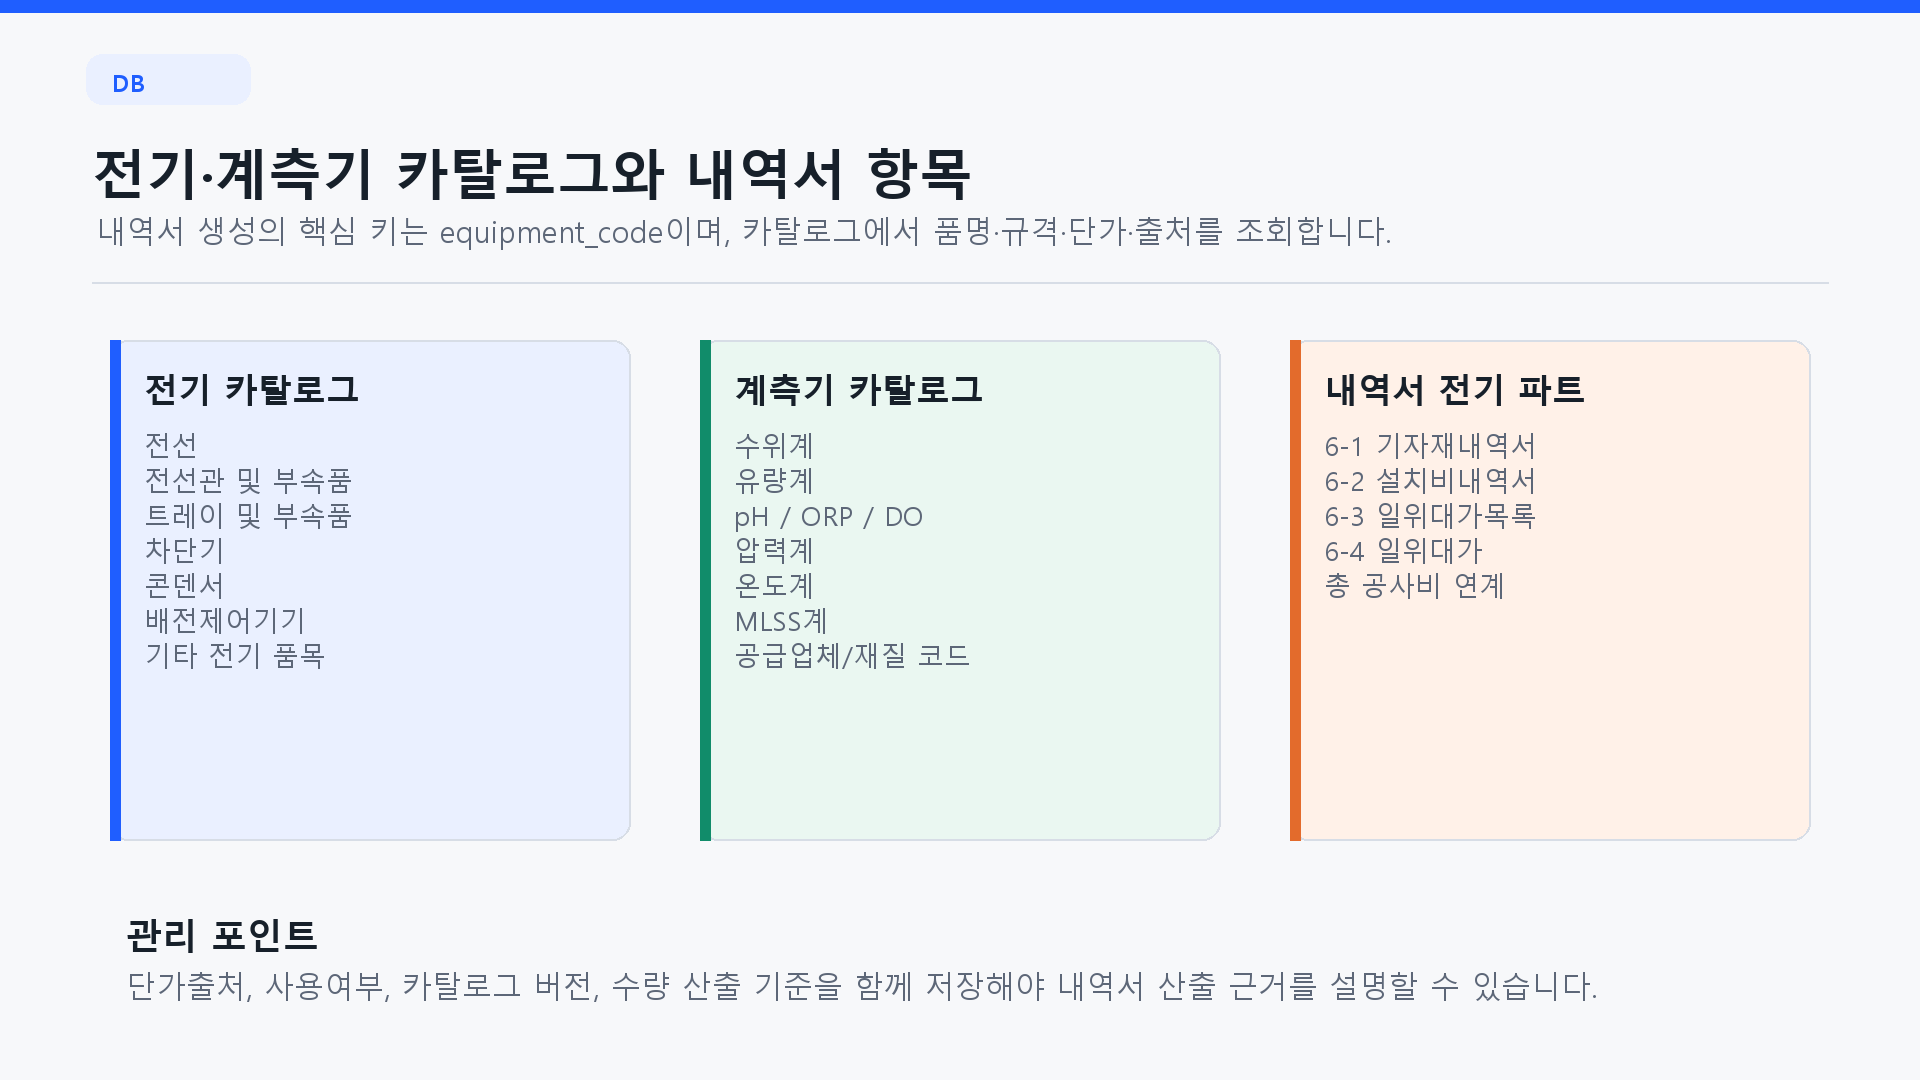 DB
전기·계측기 카탈로그와 내역서 항목
내역서 생성의 핵심 키는 equipment_code이며, 카탈로그에서 품명·규격·단가·출처를 조회합니다.
전기 카탈로그
전선
전선관 및 부속품
트레이 및 부속품
차단기
콘덴서
배전제어기기
기타 전기 품목
계측기 카탈로그
수위계
유량계
pH / ORP / DO
압력계
온도계
MLSS계
공급업체/재질 코드
내역서 전기 파트
6-1 기자재내역서
6-2 설치비내역서
6-3 일위대가목록
6-4 일위대가
총 공사비 연계
관리 포인트
단가출처, 사용여부, 카탈로그 버전, 수량 산출 기준을 함께 저장해야 내역서 산출 근거를 설명할 수 있습니다.